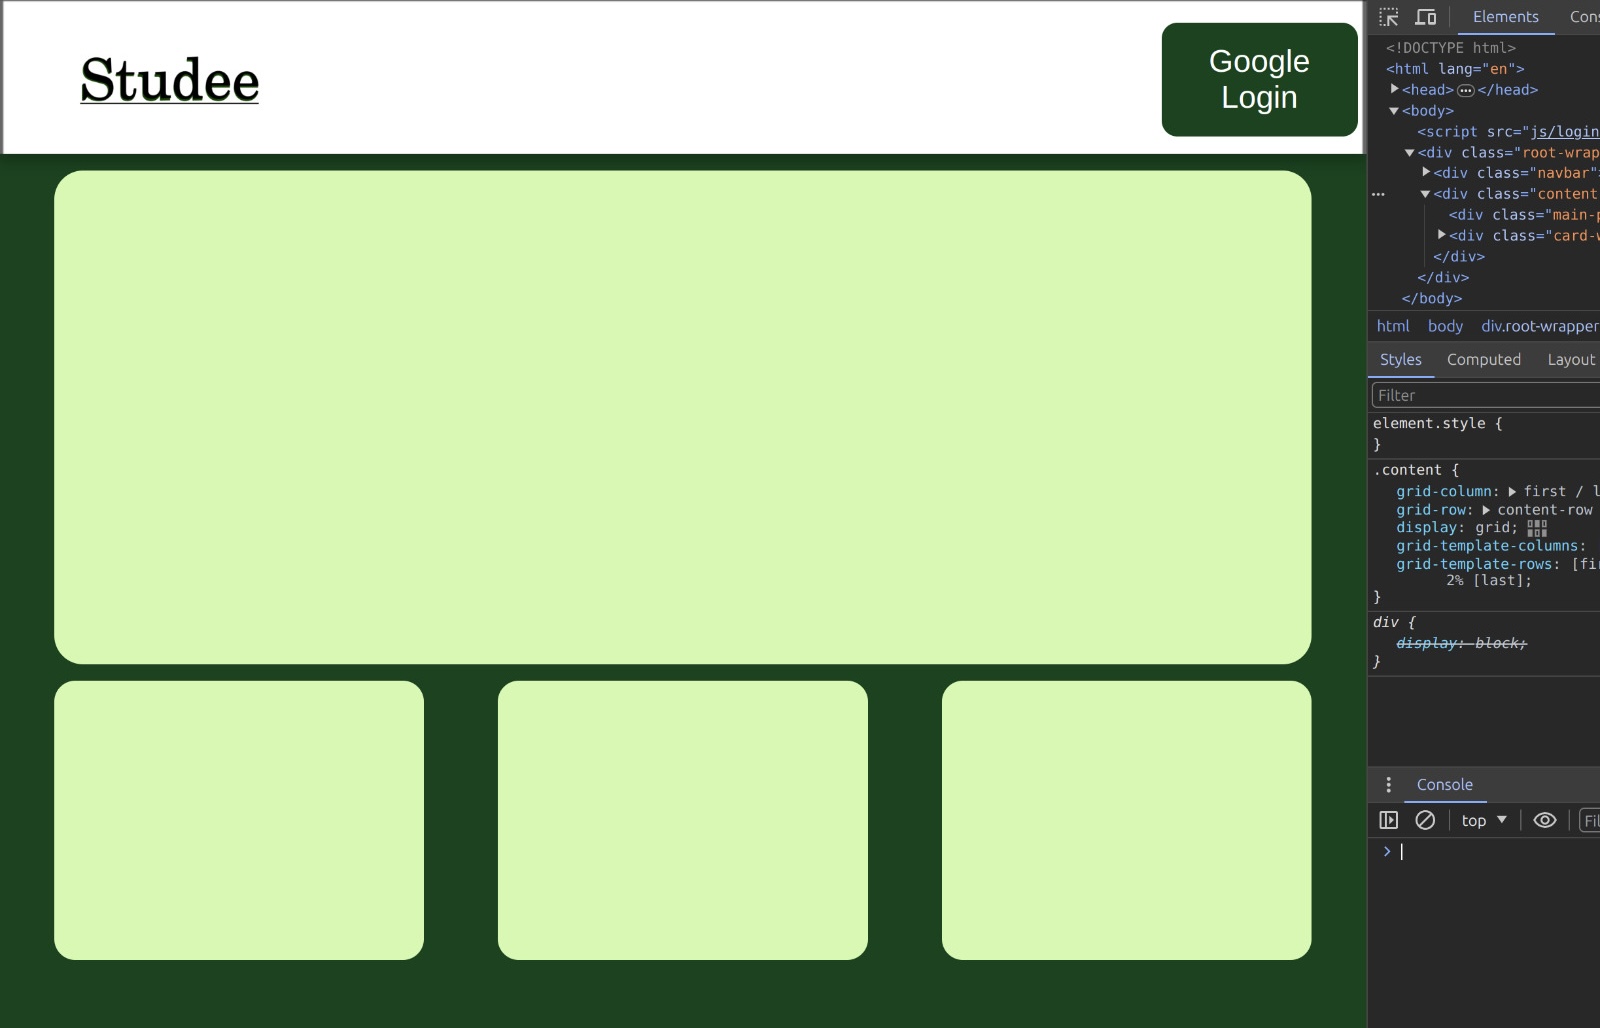 Studee
Google
Login
Elements
<!DOCTYPE html>
<html lang="en">
<head> </head>
<body>
<script src="js/login
<div class="root-wrap
<div class="navbar"
<div class="content
<div class="main-
<div class="card-
</div>
</div>
</body>
html body div.root-wrapper
Styles Computed Layout
Filter
element.style {
}
.content {
grid-column: first / l
grid-row: content-row
display: grid;
grid-template-columns:
grid-template-rows: [fi
2% [last];
}
div {
display: block;
}
Console
top Fil